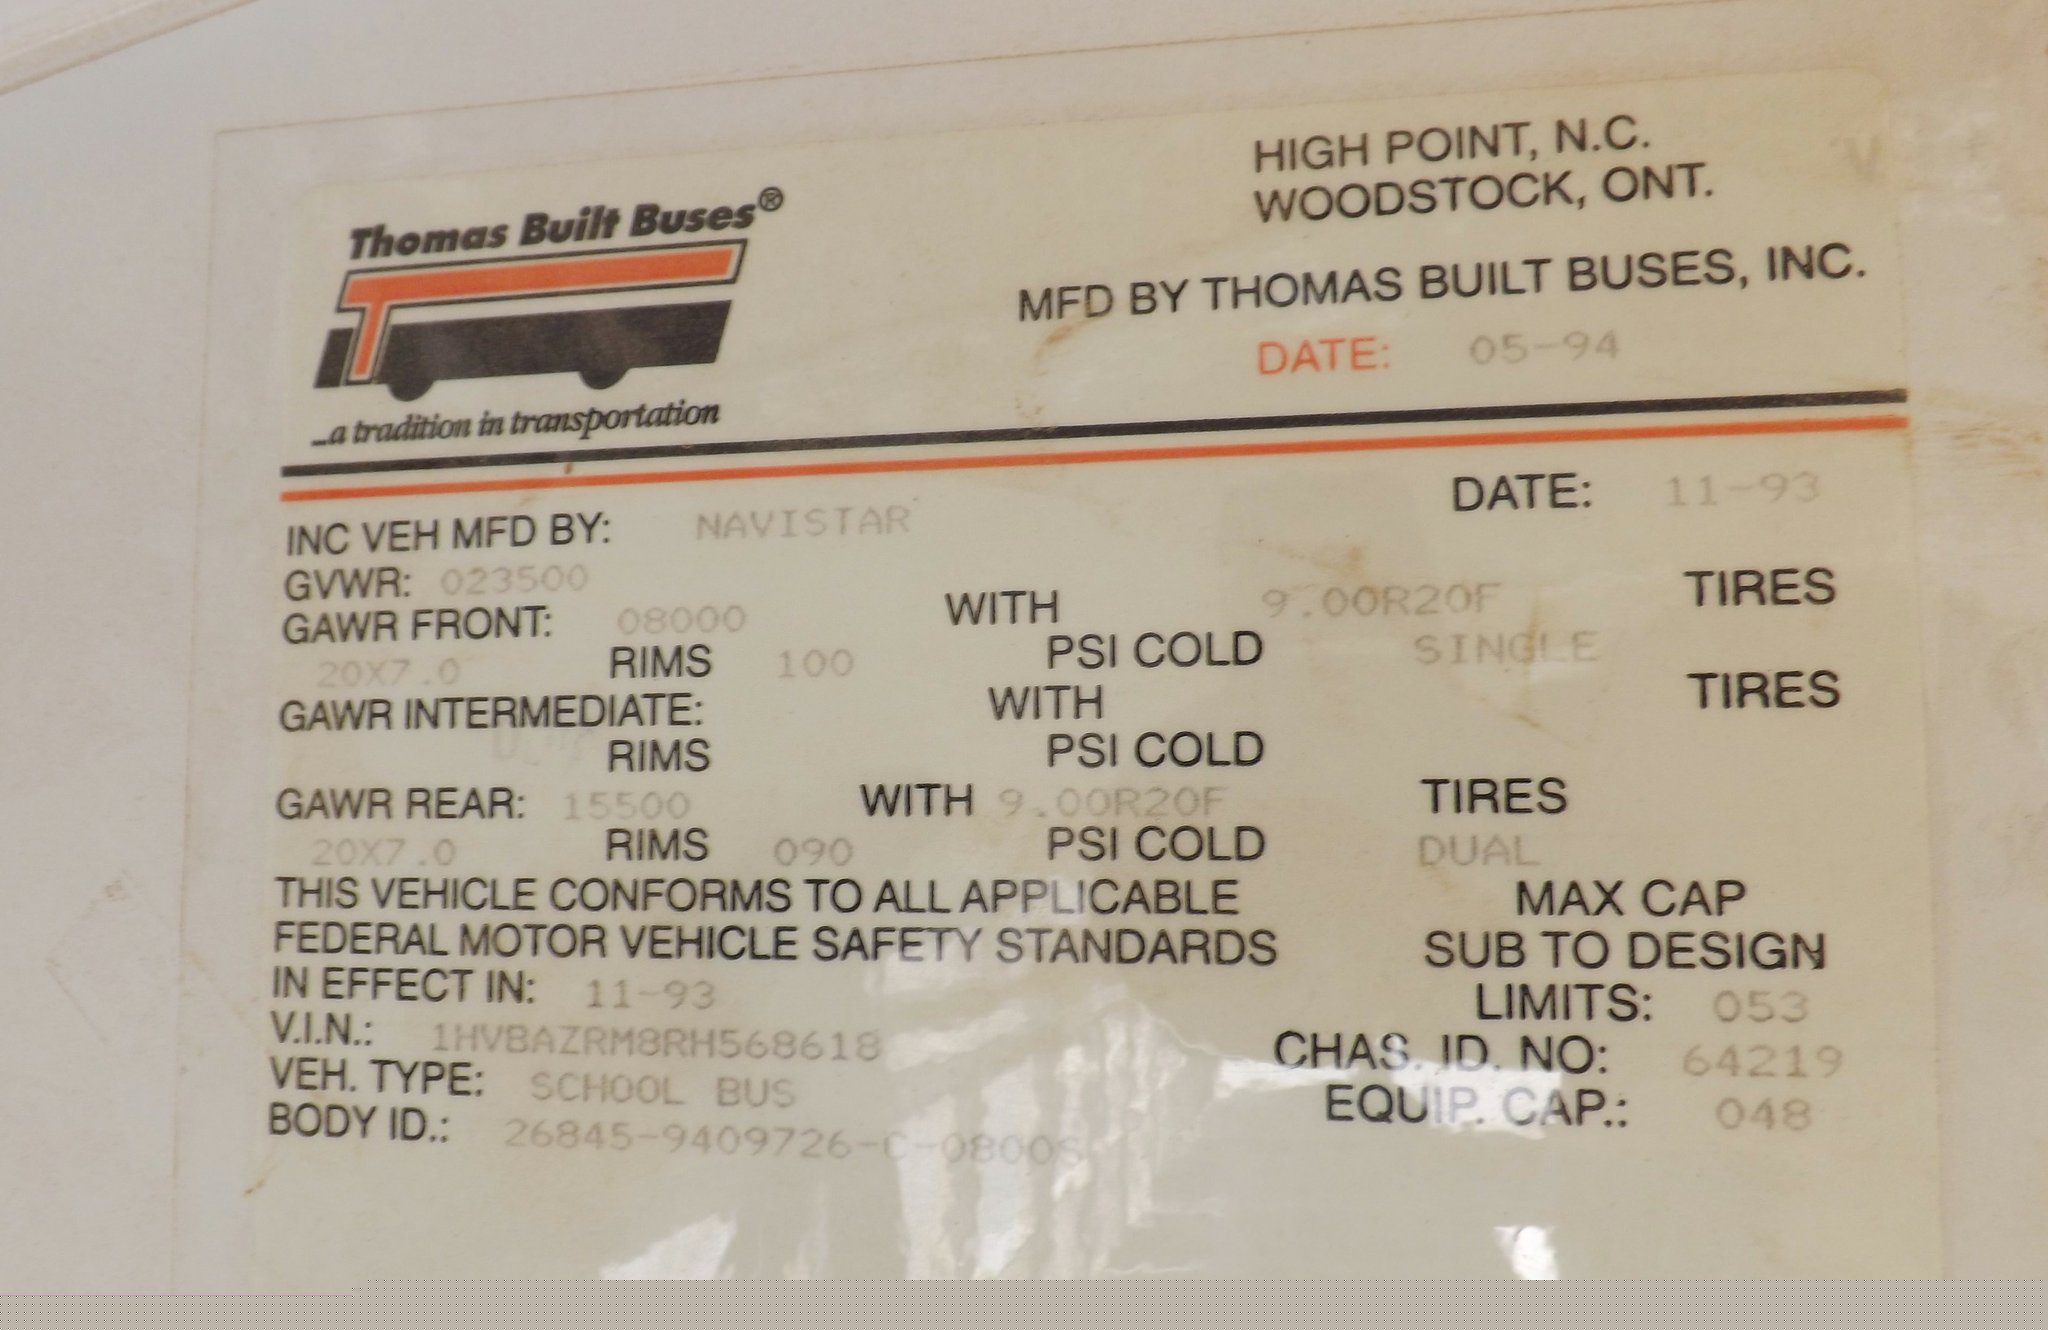 Thomas Built Buses®
...a tradition in transportation
HIGH POINT, N.C.
WOODSTOCK, ONT.
MFD BY THOMAS BUILT BUSES, INC.
DATE: 05-94
INC VEH MFD BY: NAVISTAR DATE: 11-93
GVWR: 023500
GAWR FRONT: 08000 WITH 9.00R20F TIRES
20X7.0 RIMS 100 PSI COLD SINGLE
GAWR INTERMEDIATE: WITH TIRES
RIMS PSI COLD
GAWR REAR: 15500 WITH 9.00R20F TIRES
20X7.0 RIMS 090 PSI COLD DUAL
THIS VEHICLE CONFORMS TO ALL APPLICABLE MAX CAP
FEDERAL MOTOR VEHICLE SAFETY STANDARDS SUB TO DESIGN
IN EFFECT IN: 11-93 LIMITS: 053
V.I.N.: 1HVBAZRM8RH568618 CHAS. ID. NO: 64219
VEH. TYPE: SCHOOL BUS EQUIP. CAP.: 048
BODY ID.: 26845-9409726-C-0800S